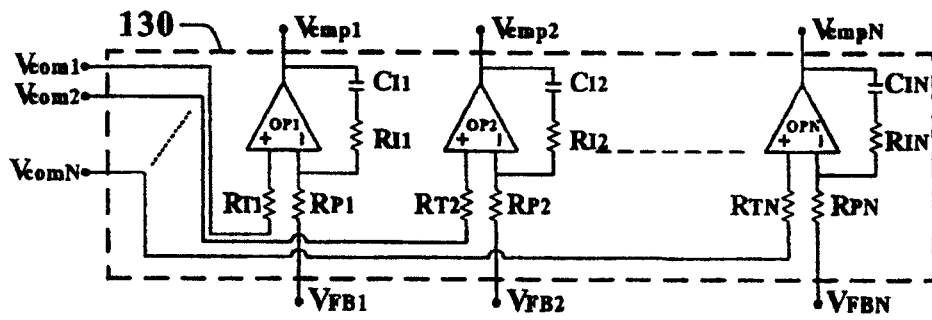 130
Vcmp1
Vcmp2
VcmpN
Vcom1
Vcom2
VcomN
CI1
CI2
CIN
OP1
+ −
OP2
+ −
OPN
+ −
RI1
RI2
RIN
RT1
RP1
RT2
RP2
RTN
RPN
VFB1
VFB2
VFBN